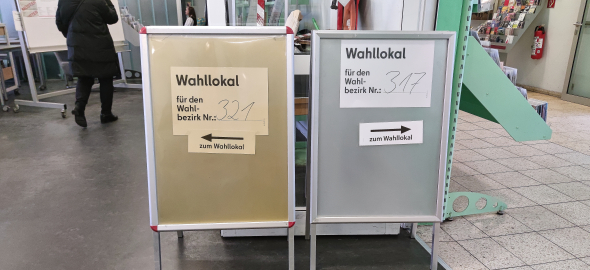 Wahllokal
für den
Wahl-
bezirk Nr.: 321
zum Wahllokal
Wahllokal
für den
Wahl-
bezirk Nr.: 317
zum Wahllokal